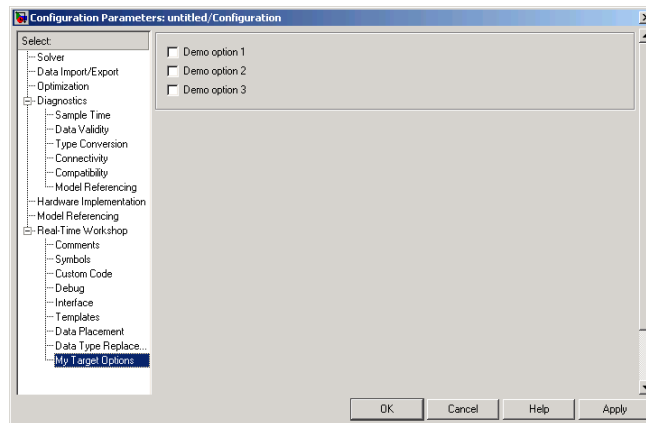 Configuration Parameters: untitled/Configuration
Select:
Solver
Data Import/Export
Optimization
Diagnostics
Sample Time
Data Validity
Type Conversion
Connectivity
Compatibility
Model Referencing
Hardware Implementation
Model Referencing
Real-Time Workshop
Comments
Symbols
Custom Code
Debug
Interface
Templates
Data Placement
Data Type Replace...
My Target Options
Demo option 1
Demo option 2
Demo option 3
OK Cancel Help Apply